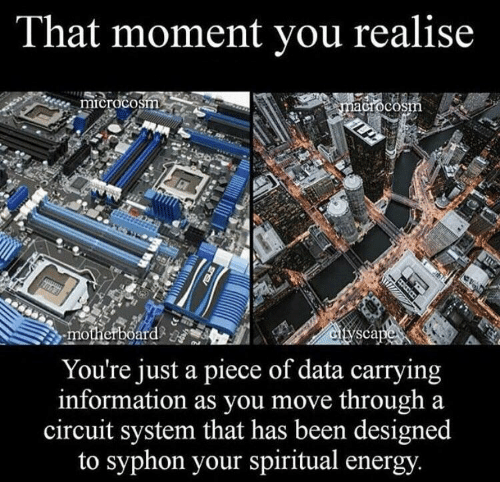 That moment you realise
microcosm
macrocosm
ASUS
motherboard
cityscape
You're just a piece of data carrying
information as you move through a
circuit system that has been designed
to syphon your spiritual energy.